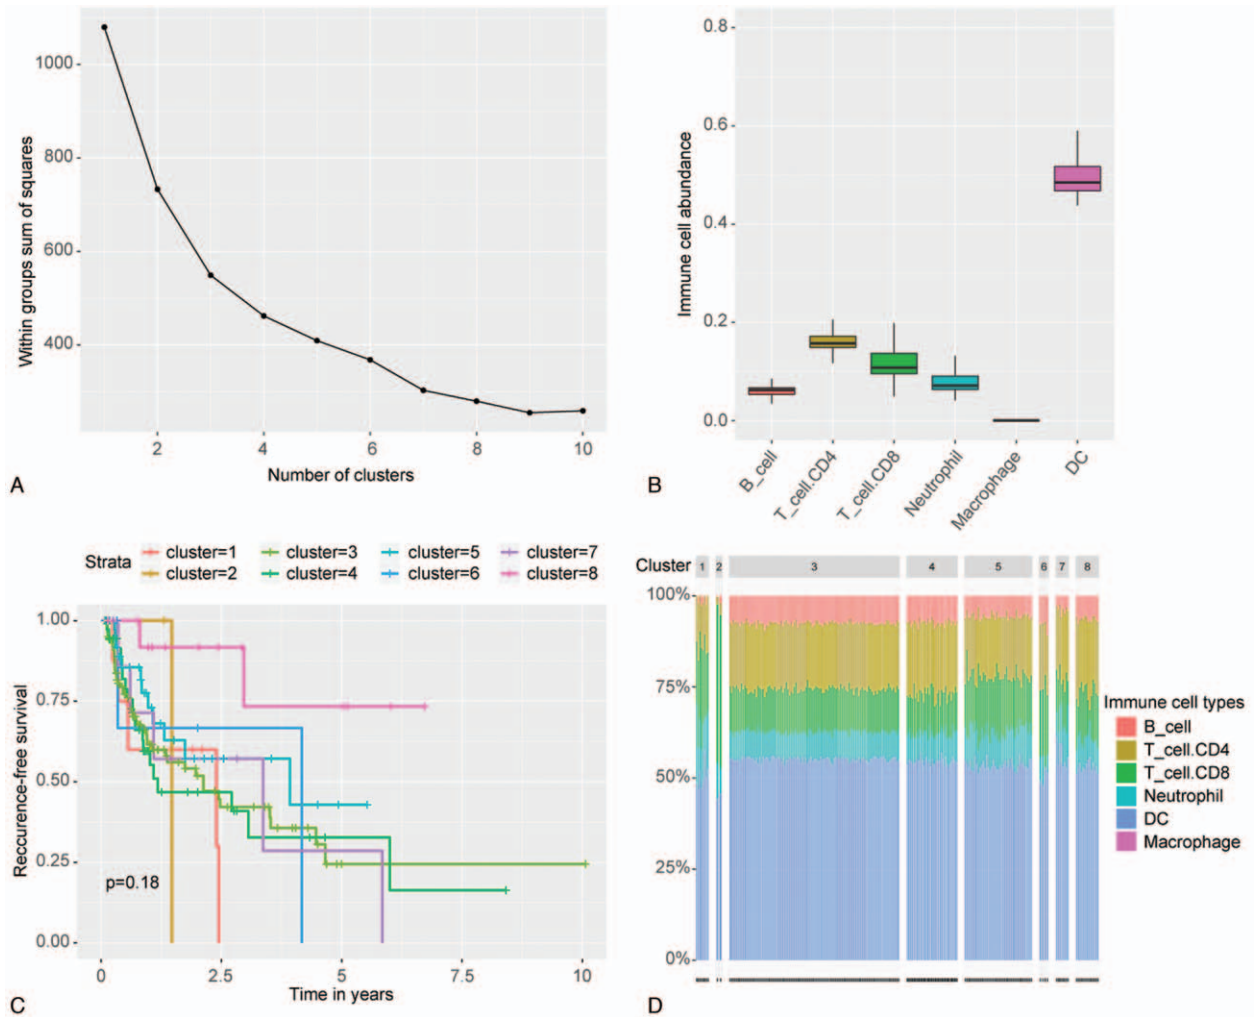 1000
800
600
400
Within groups sum of squares
2
4
6
8
10
Number of clusters
A
0.8
0.6
0.4
0.2
0.0
Immune cell abundance
B_cell
T_cell.CD4
T_cell.CD8
Neutrophil
Macrophage
DC
B
Strata
cluster=1
cluster=3
cluster=5
cluster=7
cluster=2
cluster=4
cluster=6
cluster=8
1.00
0.75
0.50
0.25
0.00
Reccurence-free survival
p=0.18
0
2.5
5
7.5
10
Time in years
C
Cluster
1
2
3
4
5
6
7
8
100%
75%
50%
25%
0%
Immune cell types
B_cell
T_cell.CD4
T_cell.CD8
Neutrophil
DC
Macrophage
D